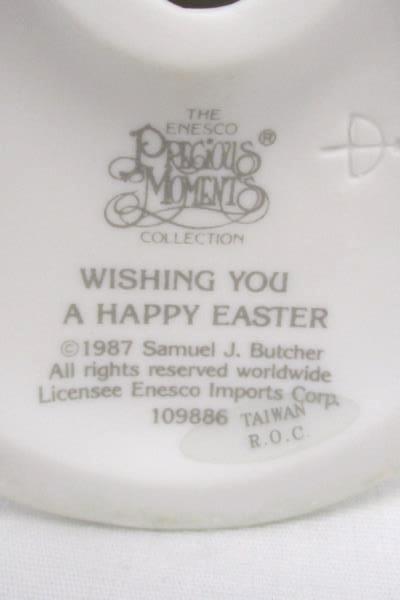 THE
ENESCO
PRECIOUS®
MOMENTS
COLLECTION
WISHING YOU
A HAPPY EASTER
©1987 Samuel J. Butcher
All rights reserved worldwide
Licensee Enesco Imports Corp.
109886 TAIWAN
R.O.C.